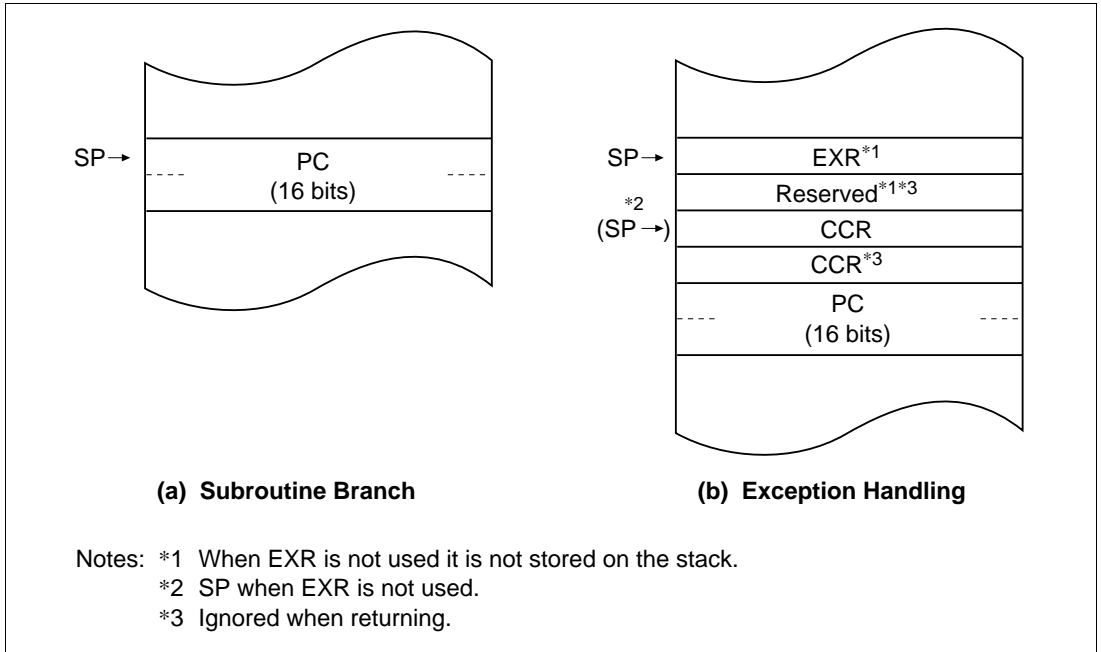 SP→
PC
(16 bits)
SP→
EXR*1
Reserved*1*3
*2
(SP→)
CCR
CCR*3
PC
(16 bits)
(a) Subroutine Branch
(b) Exception Handling
Notes: *1 When EXR is not used it is not stored on the stack.
*2 SP when EXR is not used.
*3 Ignored when returning.